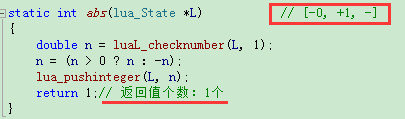 static int abs(lua_State *L) // [-0, +1, -]
{
double n = luaL_checknumber(L, 1);
n = (n > 0 ? n : -n);
lua_pushinteger(L, n);
return 1;// 返回值个数：1个
}